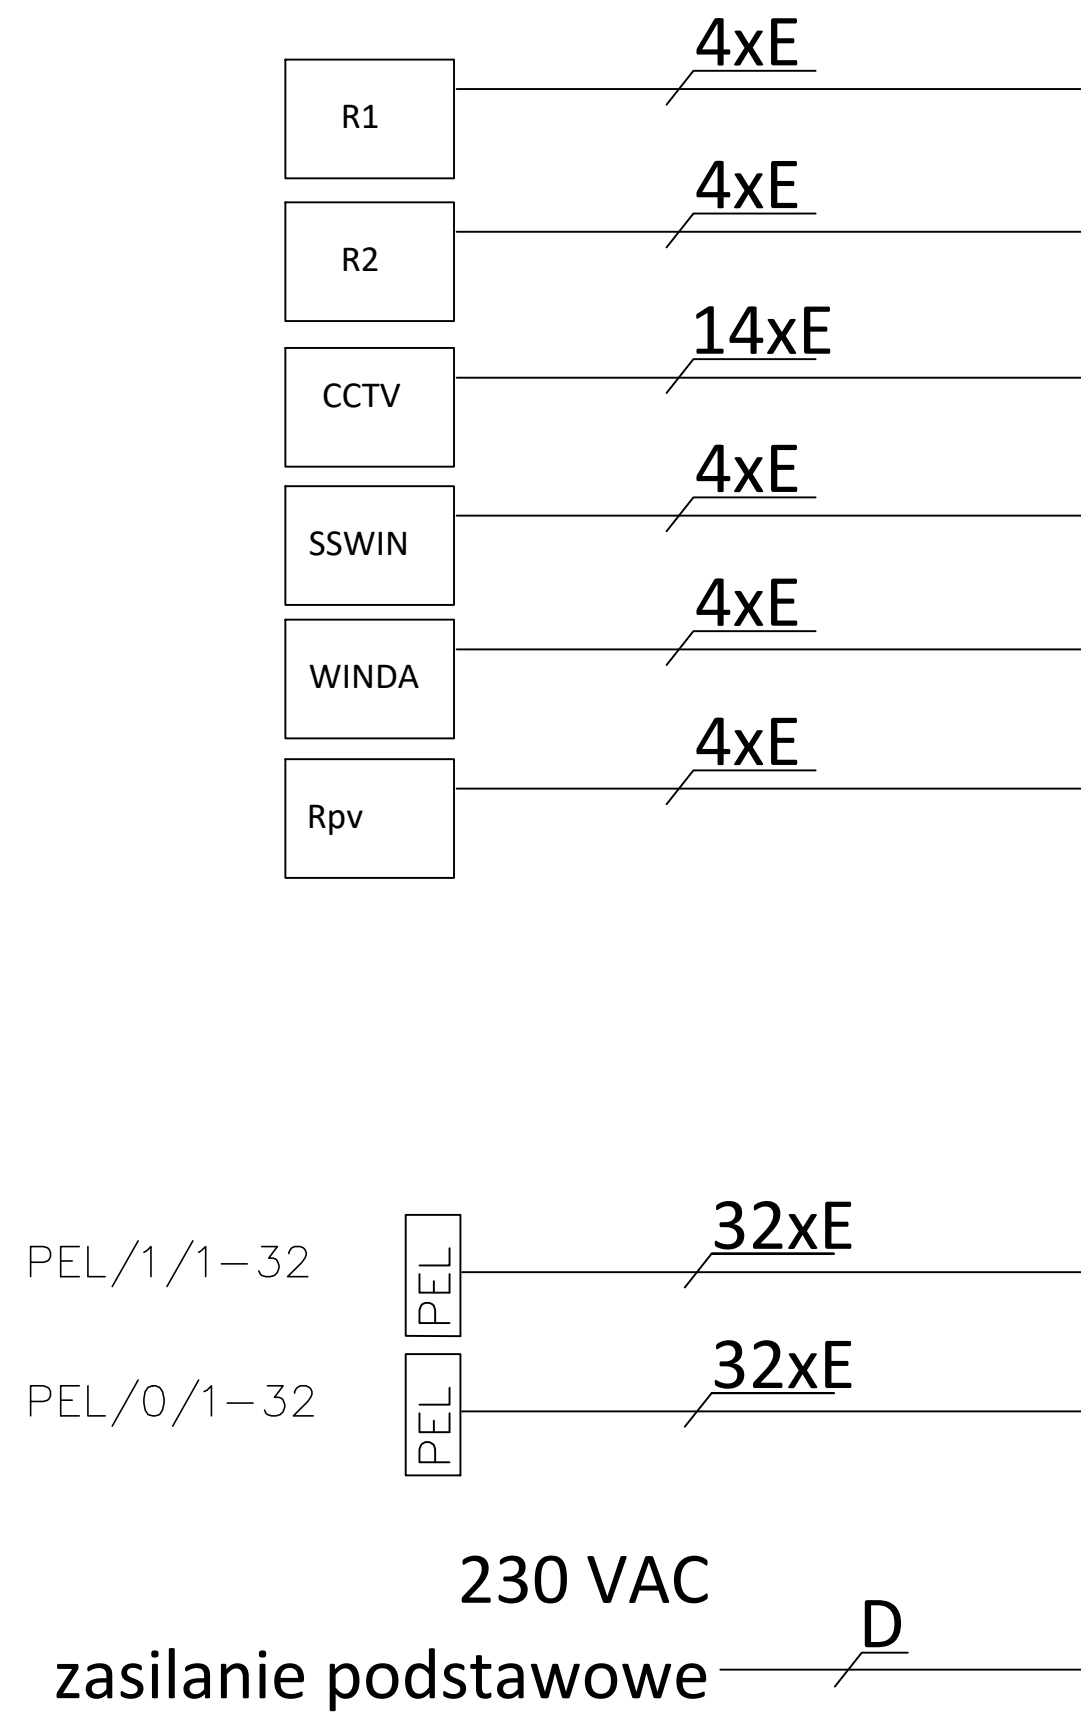 4xE
R1
4xE
R2
14xE
CCTV
4xE
SSWIN
4xE
WINDA
4xE
Rpv
32xE
PEL/1/1-32
PEL
32xE
PEL/0/1-32
PEL
230 VAC
D
zasilanie podstawowe